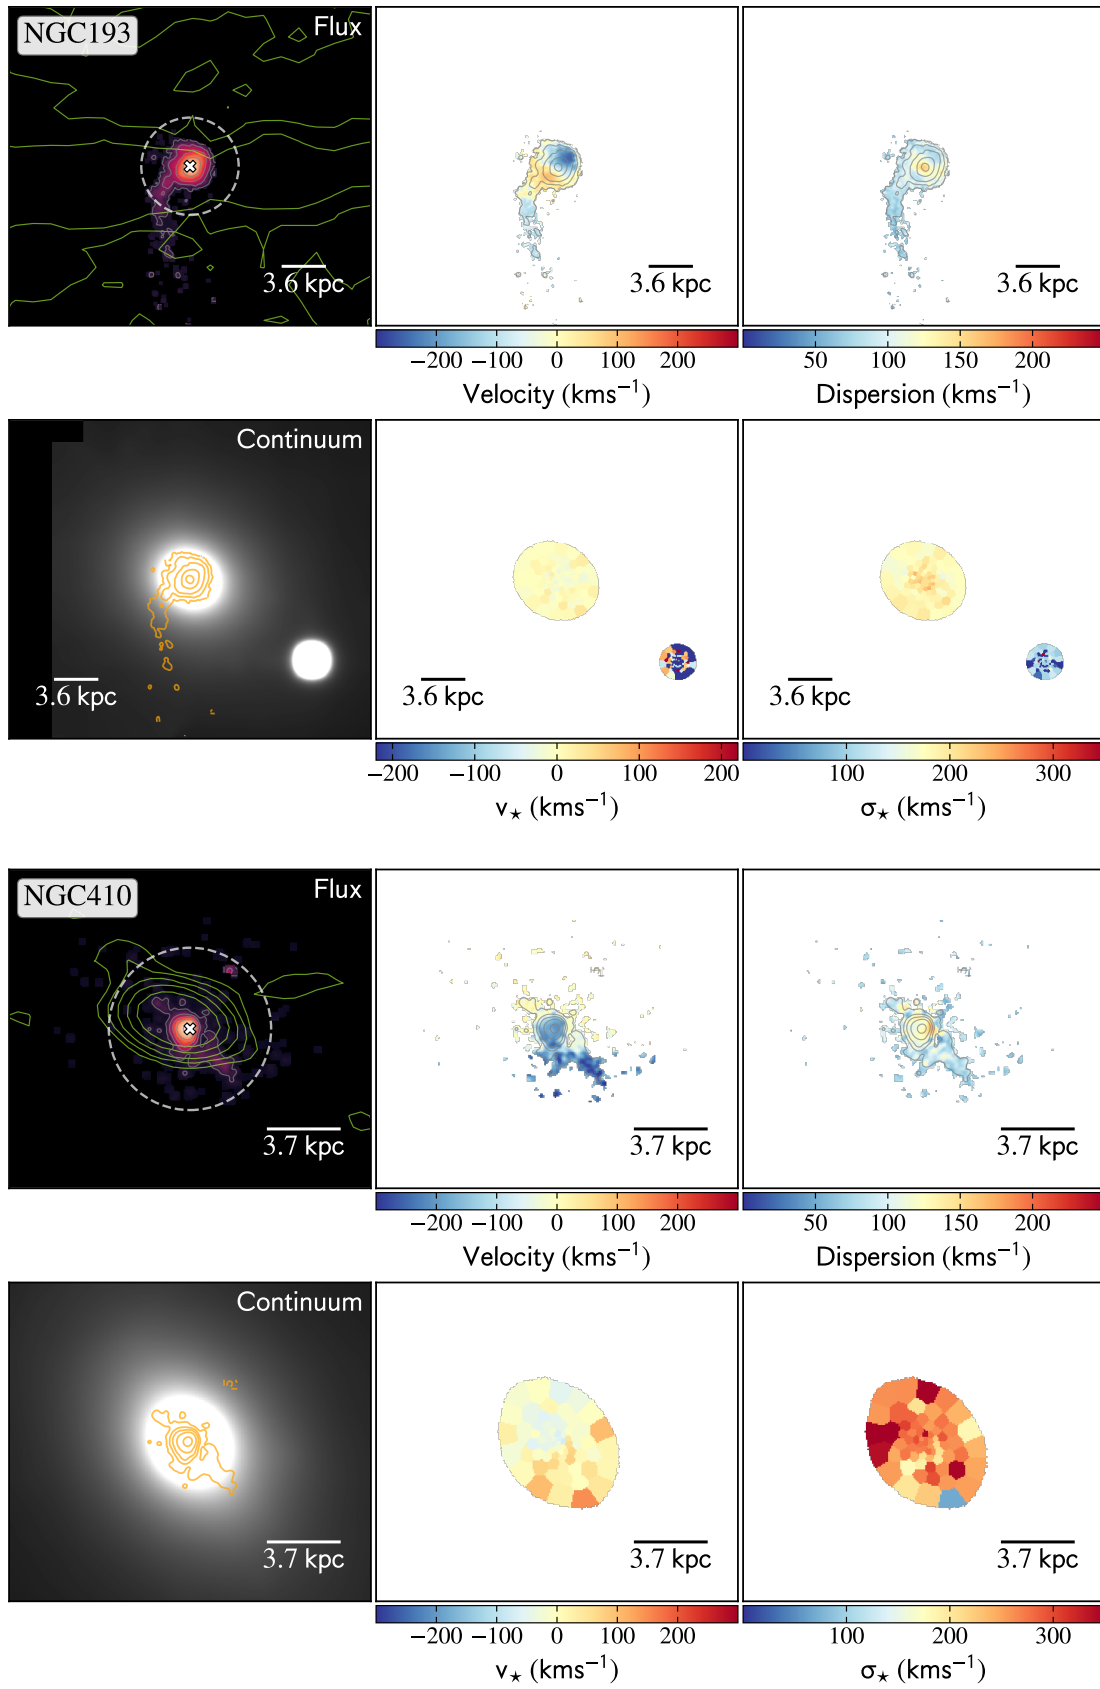 NGC193 Flux
3.6 kpc 3.6 kpc 3.6 kpc
−200 −100 0 100 200 50 100 150 200
Velocity (kms⁻¹) Dispersion (kms⁻¹)
Continuum
3.6 kpc 3.6 kpc 3.6 kpc
−200 −100 0 100 200 100 200 300
v⋆ (kms⁻¹) σ⋆ (kms⁻¹)
NGC410 Flux
3.7 kpc 3.7 kpc 3.7 kpc
−200 −100 0 100 200 50 100 150 200
Velocity (kms⁻¹) Dispersion (kms⁻¹)
Continuum
3.7 kpc 3.7 kpc 3.7 kpc
−200 −100 0 100 200 100 200 300
v⋆ (kms⁻¹) σ⋆ (kms⁻¹)